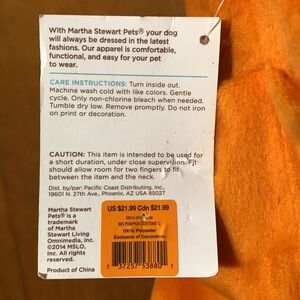 With Martha Stewart Pets® your dog
will always be dressed in the latest
fashions. Our apparel is comfortable,
functional, and easy for your pet
to wear.
CARE INSTRUCTIONS: Turn inside out.
Machine wash cold with like colors. Gentle
cycle. Only non-chlorine bleach when needed.
Tumble dry low. Remove promptly. Do not iron
on print or decoration.
CAUTION: This item is intended to be used for
a short duration, under close supervision. Fit
should allow room for two fingers to fit
between the item and the neck.
Dist. by/par: Pacific Coast Distributing, Inc.,
19601 N. 27th Ave., Phoenix, AZ USA 85027
Martha Stewart
Pets® is a
trademark
of Martha
Stewart Living
Omnimedia, Inc.
©2014 MSLO,
Inc. All rights
reserved.
Product of China
US $21.99 Cdn $21.99
PUMPKIN COSTUME
100% Polyester
Exclusive of Decoration
7 37257 53880 1